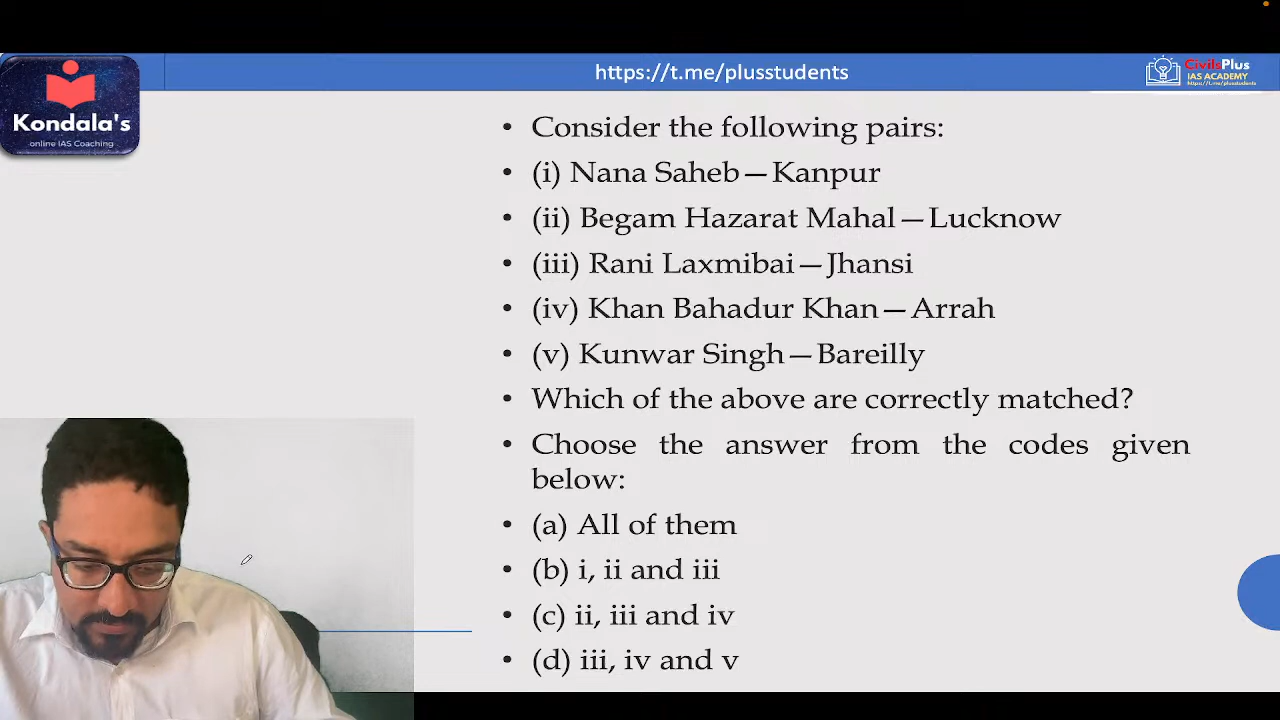 https://t.me/plusstudents
CivilsPlus
IAS ACADEMY
https://t.me/plusstudents
Kondala's
online IAS Coaching
• Consider the following pairs:
• (i) Nana Saheb—Kanpur
• (ii) Begam Hazarat Mahal—Lucknow
• (iii) Rani Laxmibai—Jhansi
• (iv) Khan Bahadur Khan—Arrah
• (v) Kunwar Singh—Bareilly
• Which of the above are correctly matched?
• Choose the answer from the codes given
below:
• (a) All of them
• (b) i, ii and iii
• (c) ii, iii and iv
• (d) iii, iv and v